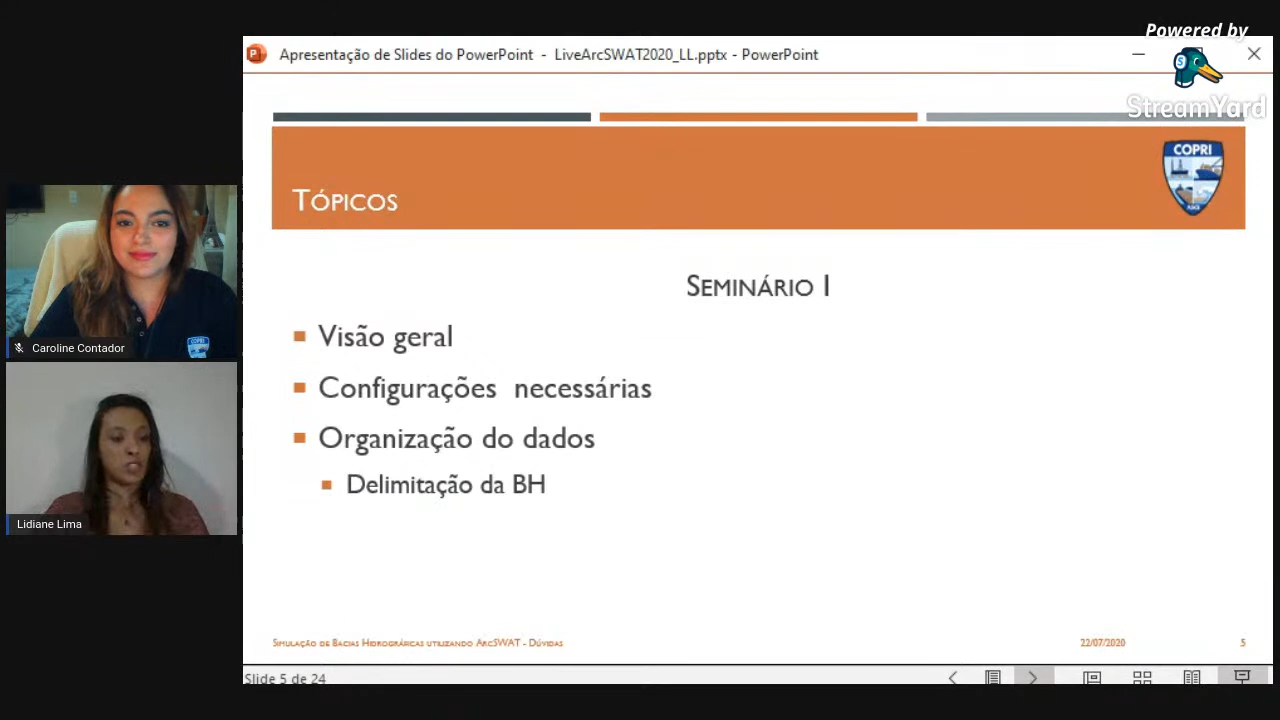 Powered by
StreamYard
Apresentação de Slides do PowerPoint - LiveArcSWAT2020_LL.pptx - PowerPoint
COPRI
TÓPICOS
SEMINÁRIO I
Visão geral
Configurações necessárias
Organização do dados
Delimitação da BH
Caroline Contador
COPRI
Lidiane Lima
SIMULAÇÃO DE BACIAS HIDROGRÁFICAS UTILIZANDO ARCSWAT - DÚVIDAS
22/07/2020
5
Slide 5 de 24